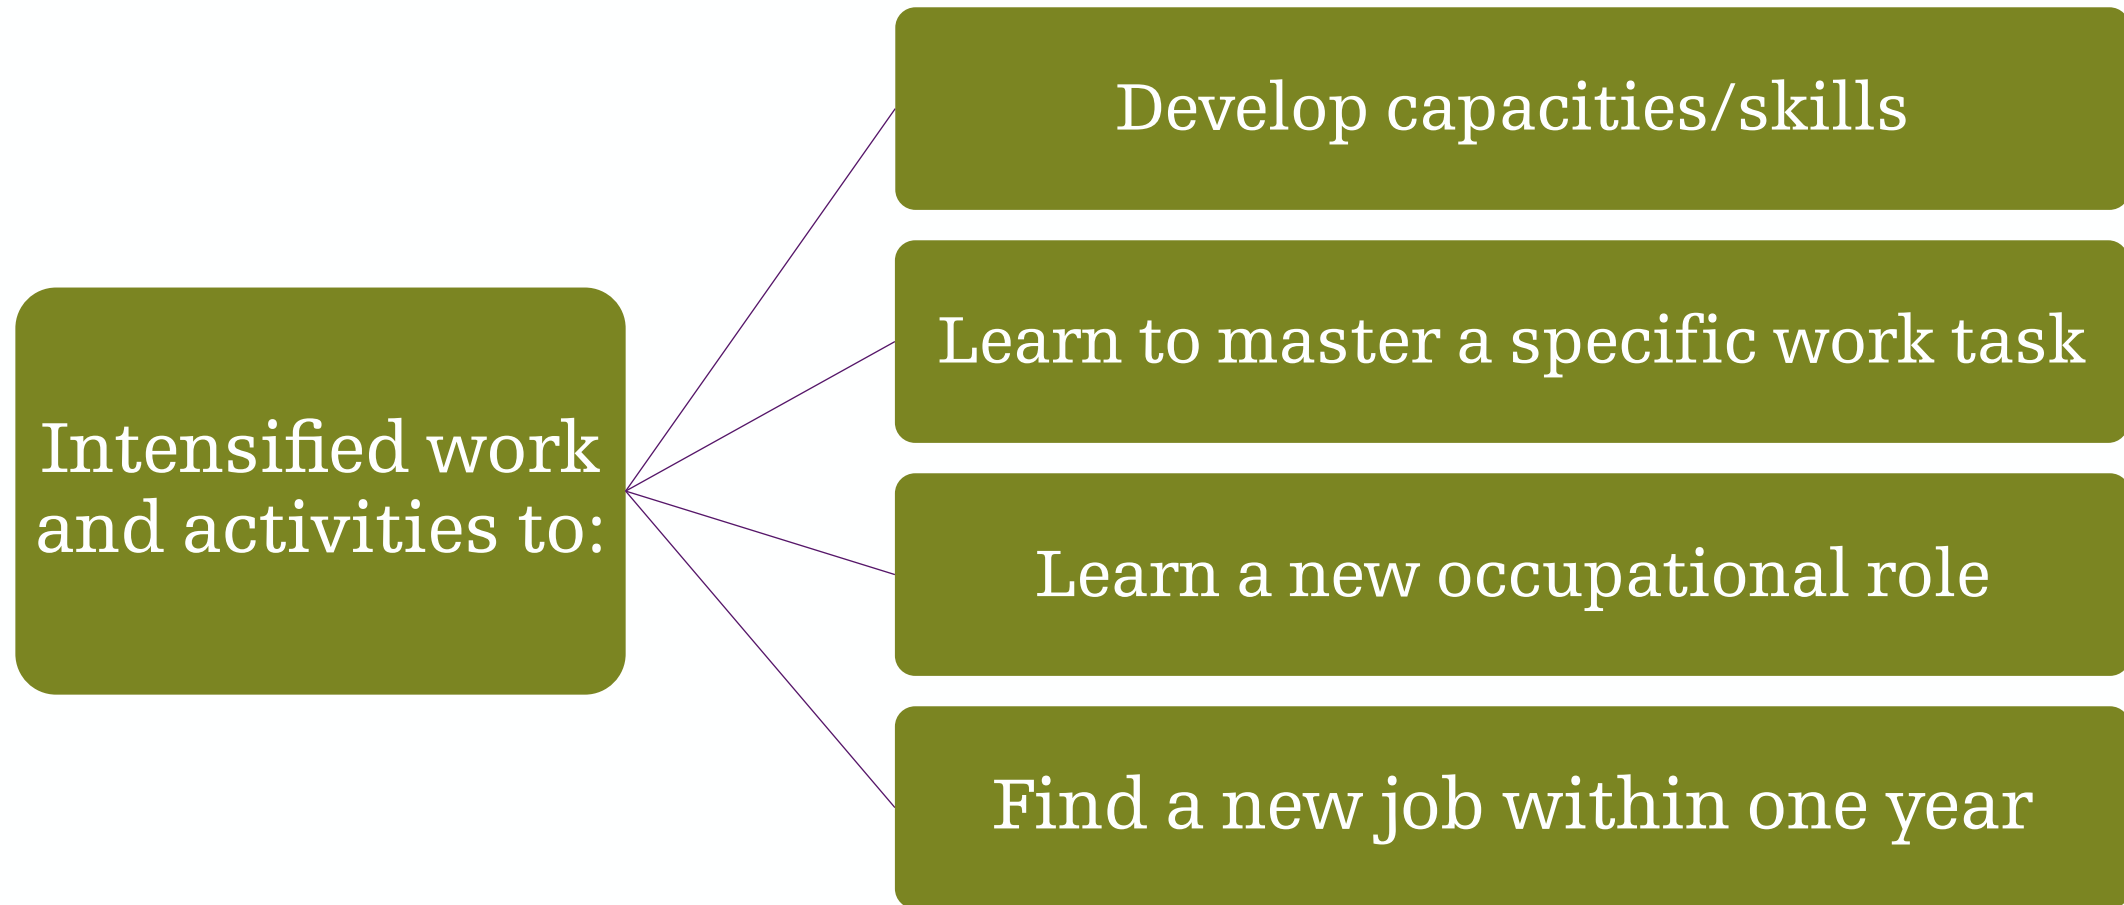 Develop capacities/skills
Learn to master a specific work task
Intensified work
and activities to:
Learn a new occupational role
Find a new job within one year